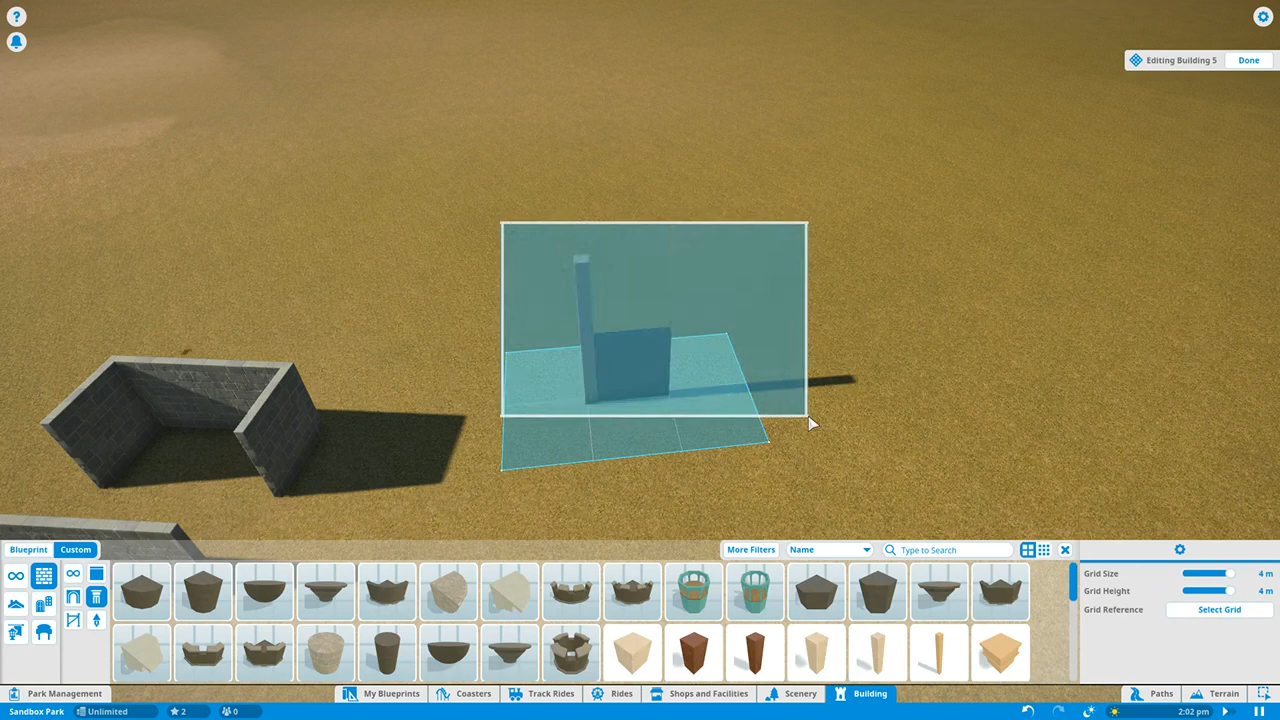 ?
Editing Building 5 Done
Blueprint Custom More Filters Name Type to Search
Grid Size 4 m
Grid Height 4 m
Grid Reference Select Grid
Park Management My Blueprints Coasters Track Rides Rides Shops and Facilities Scenery Building Paths Terrain
Sandbox Park Unlimited 2 0 2:02 pm